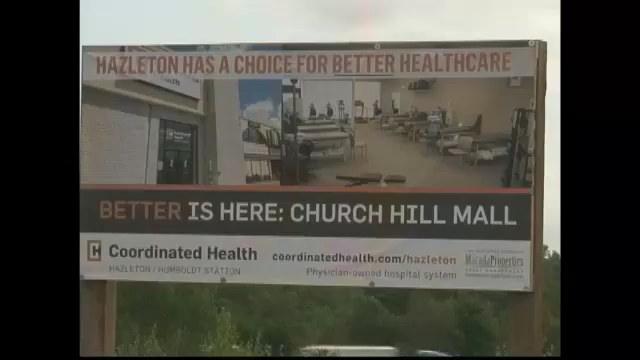 HAZLETON HAS A CHOICE FOR BETTER HEALTHCARE
BETTER IS HERE: CHURCH HILL MALL
Coordinated Health
HAZLETON / HUMBOLDT STATION
coordinatedhealth.com/hazleton
Physician-owned hospital system